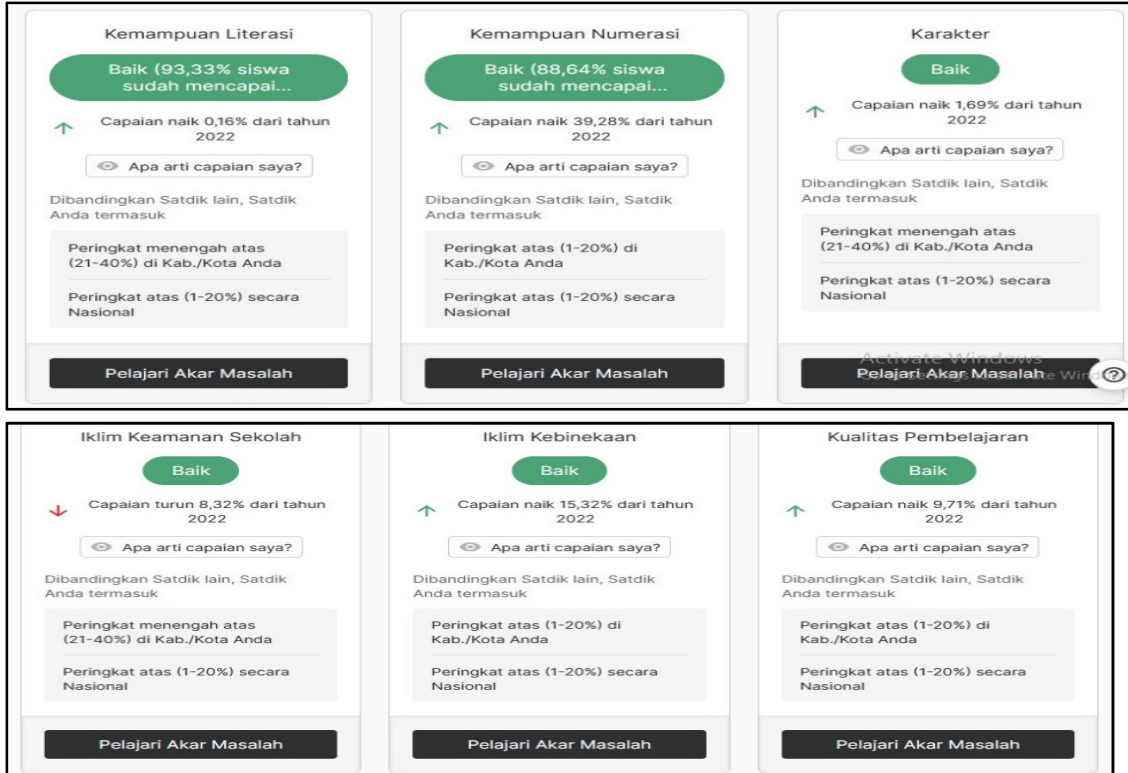 Kemampuan Literasi
Baik (93,33% siswa
sudah mencapai...
Capaian naik 0,16% dari tahun
2022
Apa arti capaian saya?
Dibandingkan Satdik lain, Satdik
Anda termasuk
Peringkat menengah atas
(21-40%) di Kab./Kota Anda
Peringkat atas (1-20%) secara
Nasional
Pelajari Akar Masalah
Kemampuan Numerasi
Baik (88,64% siswa
sudah mencapai...
Capaian naik 39,28% dari tahun
2022
Apa arti capaian saya?
Dibandingkan Satdik lain, Satdik
Anda termasuk
Peringkat atas (1-20%) di
Kab./Kota Anda
Peringkat atas (1-20%) secara
Nasional
Pelajari Akar Masalah
Karakter
Baik
Capaian naik 1,69% dari tahun
2022
Apa arti capaian saya?
Dibandingkan Satdik lain, Satdik
Anda termasuk
Peringkat menengah atas
(21-40%) di Kab./Kota Anda
Peringkat atas (1-20%) secara
Nasional
Activate Windows
Pelajari Akar Masalah
Iklim Keamanan Sekolah
Baik
Capaian turun 8,32% dari tahun
2022
Apa arti capaian saya?
Dibandingkan Satdik lain, Satdik
Anda termasuk
Peringkat menengah atas
(21-40%) di Kab./Kota Anda
Peringkat atas (1-20%) secara
Nasional
Pelajari Akar Masalah
Iklim Kebinekaan
Baik
Capaian naik 15,32% dari tahun
2022
Apa arti capaian saya?
Dibandingkan Satdik lain, Satdik
Anda termasuk
Peringkat atas (1-20%) di
Kab./Kota Anda
Peringkat atas (1-20%) secara
Nasional
Pelajari Akar Masalah
Kualitas Pembelajaran
Baik
Capaian naik 9,71% dari tahun
2022
Apa arti capaian saya?
Dibandingkan Satdik lain, Satdik
Anda termasuk
Peringkat atas (1-20%) di
Kab./Kota Anda
Peringkat atas (1-20%) secara
Nasional
Pelajari Akar Masalah